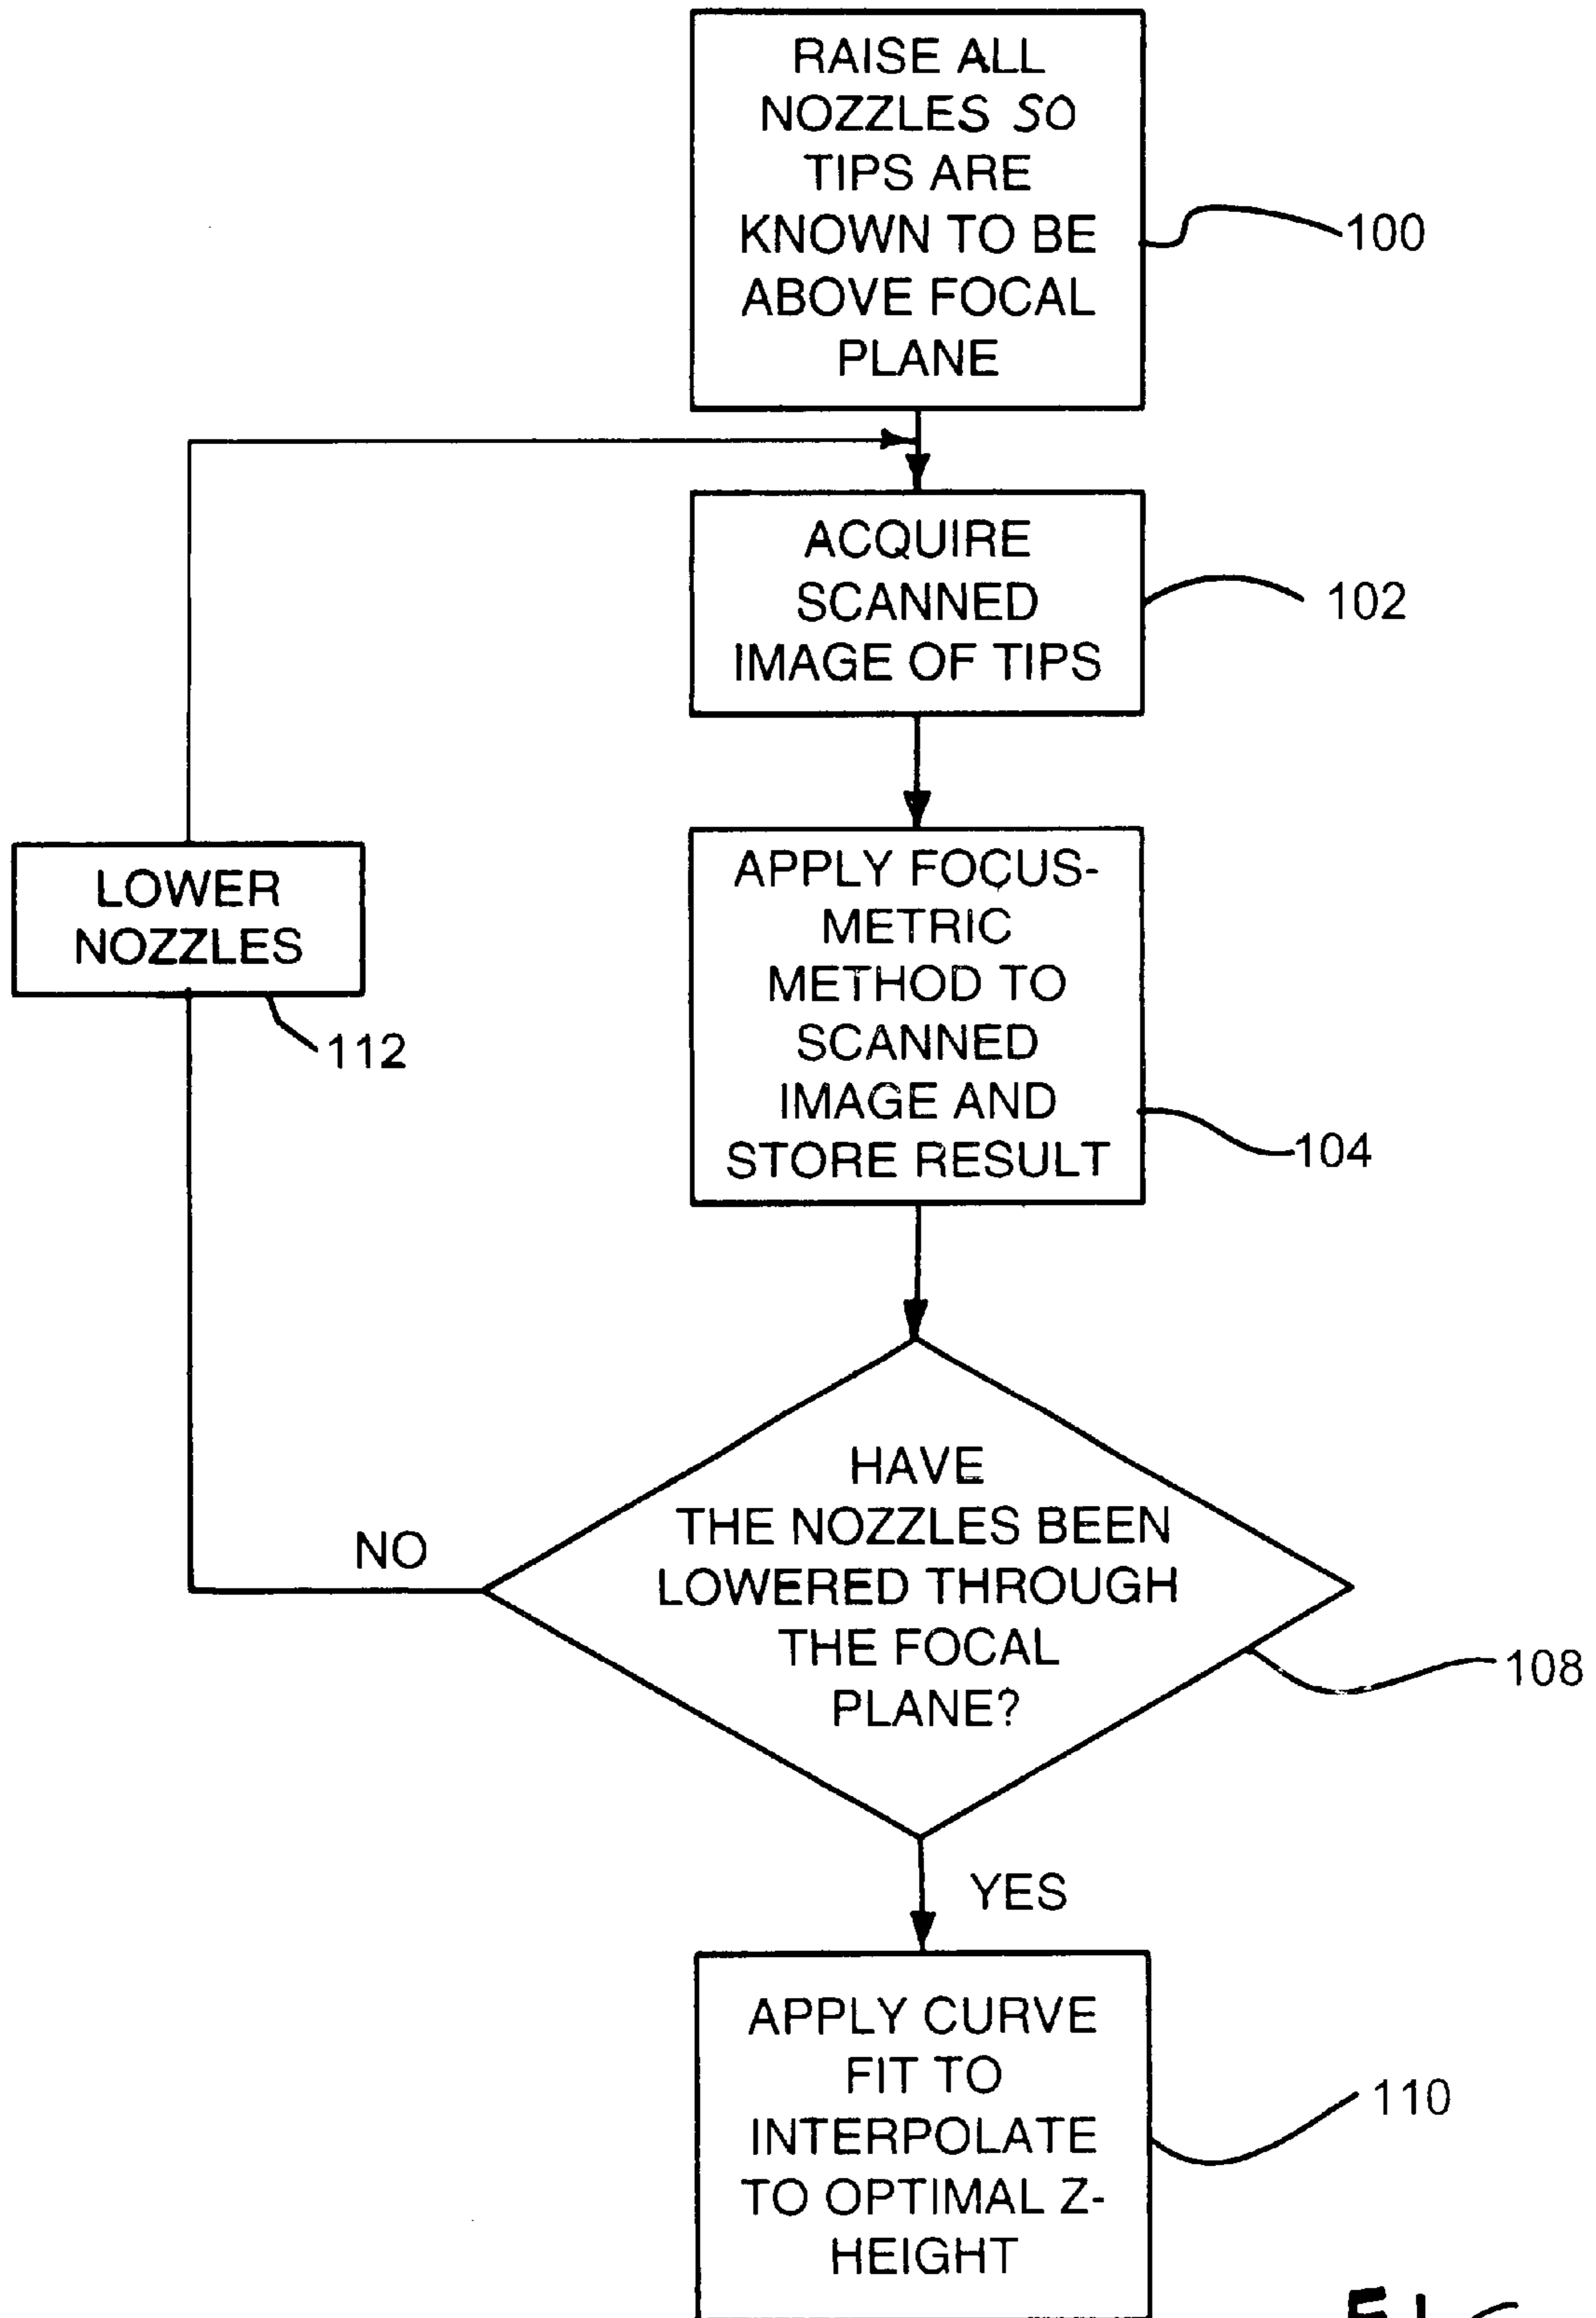 RAISE ALL
NOZZLES SO
TIPS ARE
KNOWN TO BE
ABOVE FOCAL
PLANE
100
ACQUIRE
SCANNED
IMAGE OF TIPS
102
LOWER
NOZZLES
112
APPLY FOCUS-
METRIC
METHOD TO
SCANNED
IMAGE AND
STORE RESULT
104
HAVE
THE NOZZLES BEEN
LOWERED THROUGH
THE FOCAL
PLANE?
NO
108
YES
APPLY CURVE
FIT TO
INTERPOLATE
TO OPTIMAL Z-
HEIGHT
110